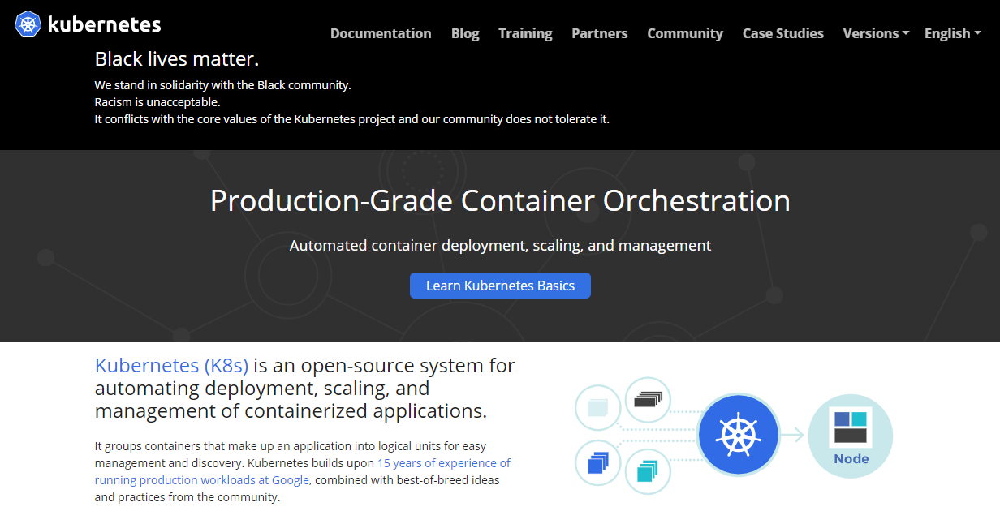 kubernetes
Documentation Blog Training Partners Community Case Studies Versions English
Black lives matter.
We stand in solidarity with the Black community.
Racism is unacceptable.
It conflicts with the core values of the Kubernetes project and our community does not tolerate it.
Production-Grade Container Orchestration
Automated container deployment, scaling, and management
Learn Kubernetes Basics
Kubernetes (K8s) is an open-source system for
automating deployment, scaling, and
management of containerized applications.
It groups containers that make up an application into logical units for easy
management and discovery. Kubernetes builds upon 15 years of experience of
running production workloads at Google, combined with best-of-breed ideas
and practices from the community.
Node